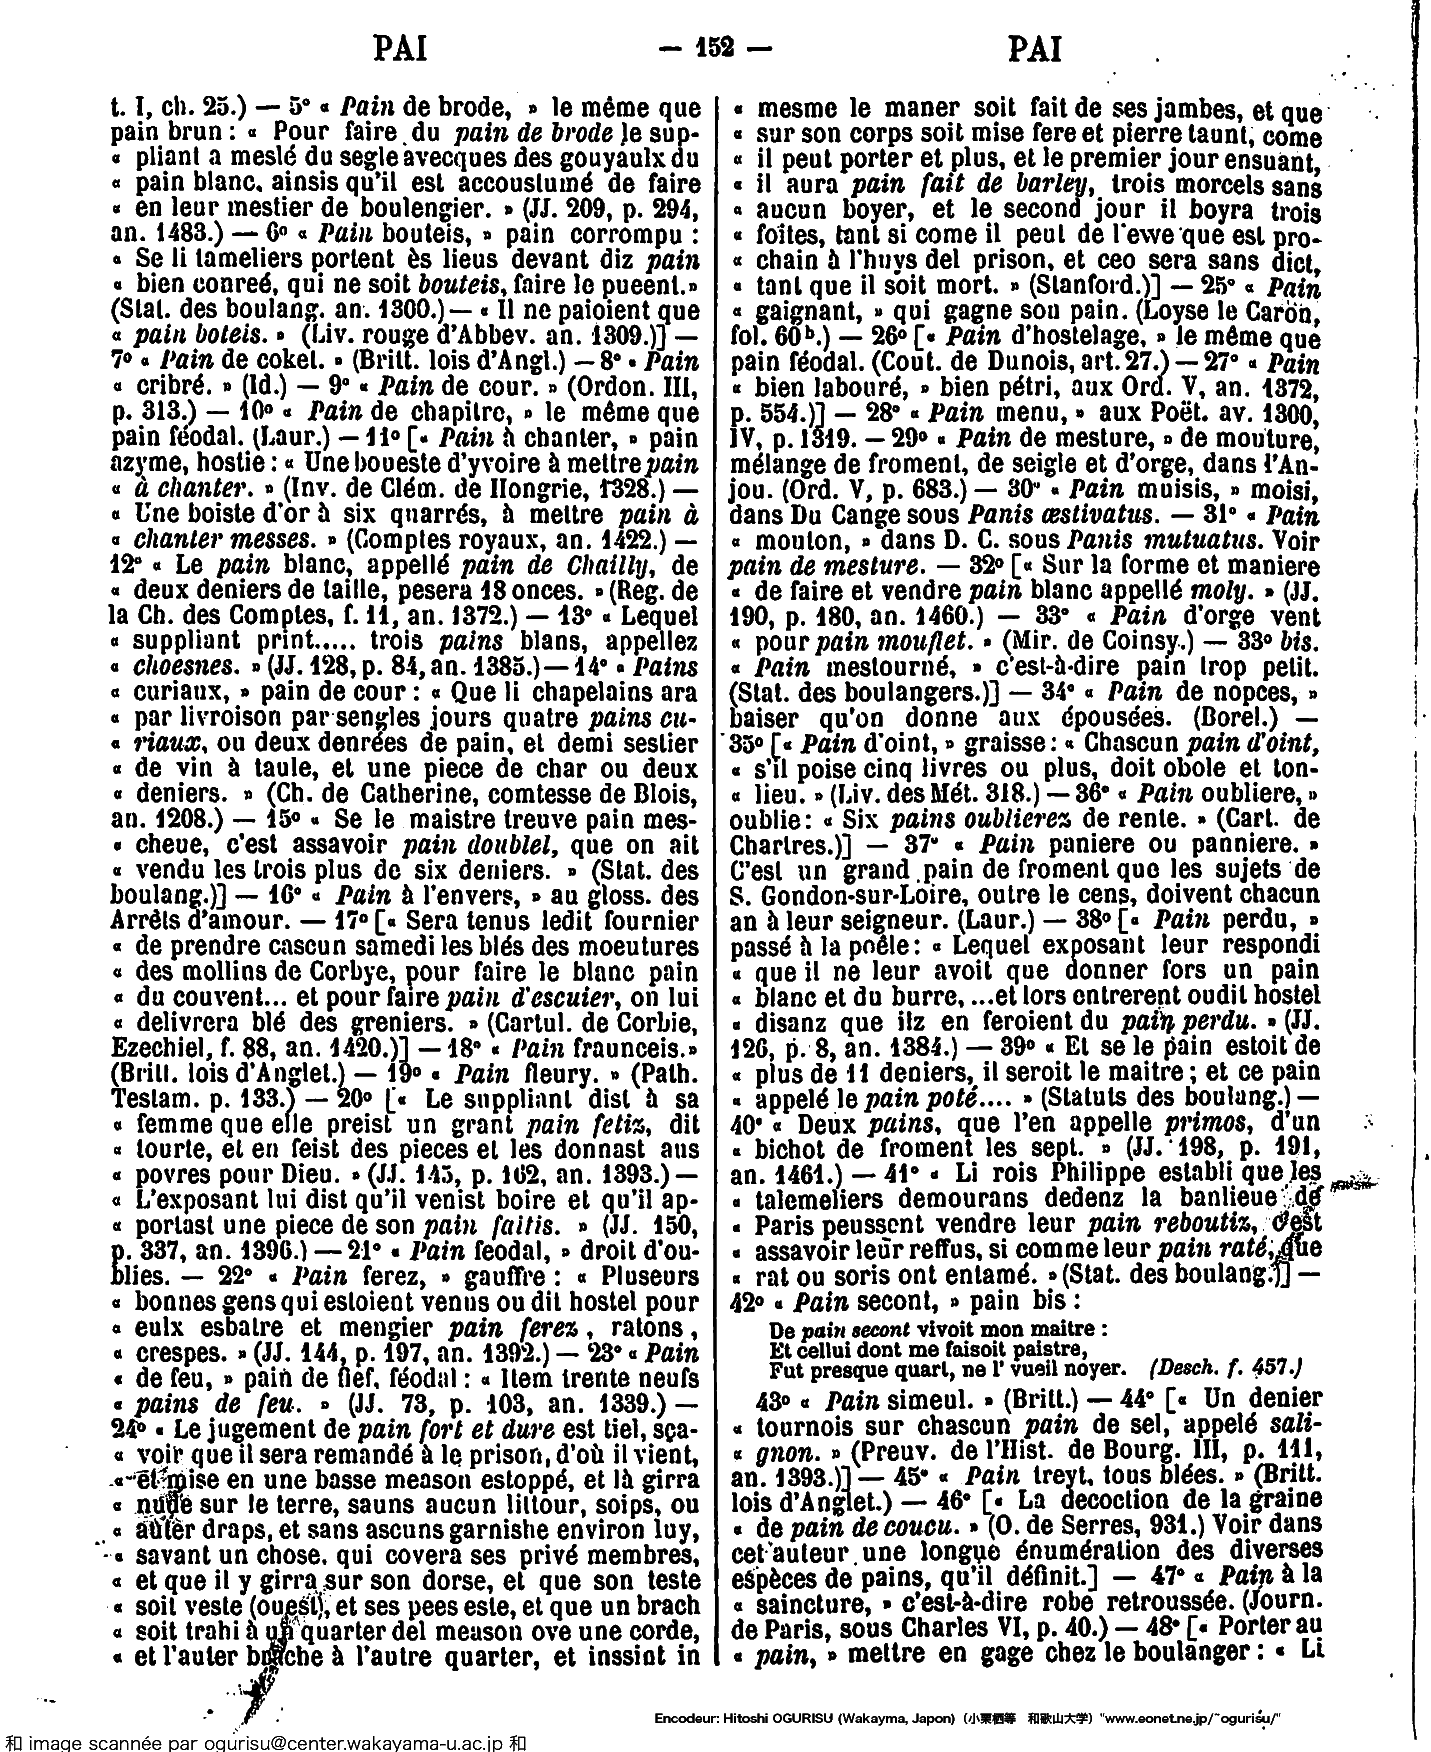 PAI — 152 — PAI
t. I, ch. 25.) — 5° « Pain de brode, » le même que
pain brun : « Pour faire du pain de brode le sup-
« pliant a meslé du segle avecques des gouyaulx du
« pain blanc, ainsis qu'il est accoustumé de faire
« en leur mestier de boulengier. » (JJ. 209, p. 294,
an. 1483.) — 6° « Pain bouteis, » pain corrompu :
« Se li tameliers portent ès lieus devant diz pain
« bien conreé, qui ne soit bouteis, faire le pueent.»
(Stat. des boulang. an. 1300.) — « Il ne paioient que
« pain boteis. » (Liv. rouge d'Abbev. an. 1309.)] —
7° « Pain de coket. » (Britt. lois d'Angl.) — 8° « Pain
« cribré. » (Id.) — 9° « Pain de cour. » (Ordon. III,
p. 313.) — 10° « Pain de chapitre, » le même que
pain féodal. (Laur.) — 11° [« Pain à chanter, » pain
azyme, hostie : « Une boueste d'yvoire à mettre pain
« à chanter. » (Inv. de Clém. de Hongrie, 1328.) —
« Une boiste d'or à six quarrés, à mettre pain à
« chanter messes. » (Comptes royaux, an. 1422.) —
12° « Le pain blanc, appellé pain de Chailly, de
« deux deniers de taille, pesera 18 onces. » (Reg. de
la Ch. des Comptes, f. 11, an. 1372.) — 13° « Lequel
« suppliant print..... trois pains blans, appellez
« choesnes. » (JJ. 128, p. 84, an. 1385.) — 14° « Pains
« curiaux, » pain de cour : « Que li chapelains ara
« par livroison par sengles jours quatre pains cu-
« riaux, ou deux denrées de pain, et demi sestier
« de vin à taule, et une piece de char ou deux
« deniers. » (Ch. de Catherine, comtesse de Blois,
an. 1208.) — 15° « Se le maistre treuve pain mes-
« cheue, c'est assavoir pain doublel, que on ait
« vendu les trois plus de six deniers. » (Stat. des
boulang.)] — 16° « Pain à l'envers, » au gloss. des
Arrêts d'amour. — 17° [« Sera tenus ledit fournier
« de prendre cascun samedi les blés des moeutures
« des mollins de Corbye, pour faire le blanc pain
« du couvent... et pour faire pain d'escuier, on lui
« delivrera blé des greniers. » (Cartul. de Corbie,
Ezechiel, f. 88, an. 1420.)] — 18° « Pain fraunceis.»
(Britt. lois d'Anglet.) — 19° « Pain fleury. » (Path.
Testam. p. 133.) — 20° [« Le suppliant dist à sa
« femme que elle preist un grant pain fetiz, dit
« tourte, et en feist des pieces et les donnast aus
« povres pour Dieu. » (JJ. 145, p. 162, an. 1393.) —
« L'exposant lui dist qu'il venist boire et qu'il ap-
« portast une piece de son pain faitis. » (JJ. 150,
p. 337, an. 1396.) — 21° « Pain feodal, » droit d'ou-
blies. — 22° « Pain ferez, » gauffre : « Pluseurs
« bonnes gens qui estoient venus ou dit hostel pour
« eulx esbatre et mengier pain ferez, ratons,
« crespes. » (JJ. 144, p. 197, an. 1392.) — 23° « Pain
« de feu, » pain de fief, féodal : « Item trente neufs
« pains de feu. » (JJ. 73, p. 103, an. 1339.) —
24° « Le jugement de pain fort et dure est tiel, sça-
« voir que il sera remandé à le prison, d'où il vient,
« et mise en une basse meason estoppé, et là girra
« nude sur le terre, sauns aucun littour, soips, ou
« auter draps, et sans ascuns garnishe environ luy,
« savant un chose, qui covera ses privé membres,
« et que il y girra sur son dorse, et que son teste
« soit veste (ouest), et ses pees este, et que un brach
« soit trahi à un quarter del meason ove une corde,
« et l'auter brache à l'autre quarter, et inssint in
« mesme le maner soit fait de ses jambes, et que
« sur son corps soit mise fere et pierre taunt, come
« il peut porter et plus, et le premier jour ensuant,
« il aura pain fait de barley, trois morcels sans
« aucun boyer, et le second jour il boyra trois
« foites, tant si come il peut de l'ewe que est pro-
« chain à l'huys del prison, et ceo sera sans dict,
« tant que il soit mort. » (Stanford.)] — 25° « Pain
« gaignant, » qui gagne son pain. (Loyse le Caron,
fol. 60 b.) — 26° [« Pain d'hostelage, » le même que
pain féodal. (Cout. de Dunois, art. 27.) — 27° « Pain
« bien labouré, » bien pétri, aux Ord. V, an. 1372,
p. 554.)] — 28° « Pain menu, » aux Poët. av. 1300,
IV, p. 1319. — 29° « Pain de mesture, » de mouture,
mélange de froment, de seigle et d'orge, dans l'An-
jou. (Ord. V, p. 683.) — 30° « Pain muisis, » moisi,
dans Du Cange sous Panis æstivatus. — 31° « Pain
« mouton, » dans D. C. sous Panis mutuatus. Voir
pain de mesture. — 32° [« Sur la forme et maniere
« de faire et vendre pain blanc appellé moly. » (JJ.
190, p. 180, an. 1460.) — 33° « Pain d'orge vent
« pour pain mouflet. » (Mir. de Coinsy.) — 33° bis.
« Pain mestourné, » c'est-à-dire pain trop petit.
(Stat. des boulangers.)] — 34° « Pain de nopces, »
baiser qu'on donne aux épousées. (Borel.) —
35° [« Pain d'oint, » graisse : « Chascun pain d'oint,
« s'il poise cinq livres ou plus, doit obole et ton-
« lieu. » (Liv. des Mét. 318.) — 36° « Pain oubliere, »
oublie : « Six pains oublierez de rente. » (Cart. de
Chartres.)] — 37° « Pain paniere ou panniere. »
C'est un grand pain de froment que les sujets de
S. Gondon-sur-Loire, outre le cens, doivent chacun
an à leur seigneur. (Laur.) — 38° [« Pain perdu, »
passé à la poêle : « Lequel exposant leur respondi
« que il ne leur avoit que donner fors un pain
« blanc et du burre, ...et lors entrerent oudit hostel
« disanz que ilz en feroient du pain perdu. » (JJ.
126, p. 8, an. 1384.) — 39° « Et se le pain estoit de
« plus de 11 deniers, il seroit le maitre ; et ce pain
« appelé le pain poté.... » (Statuts des boulang.) —
40° « Deux pains, que l'en appelle primos, d'un
« bichot de froment les sept. » (JJ. 198, p. 191,
an. 1461.) — 41° « Li rois Philippe establi que les
« talemeliers demourans dedenz la banlieue de
« Paris peussent vendre leur pain reboutiz, c'est
« assavoir leur reffus, si comme leur pain raté, que
« rat ou soris ont entamé. » (Stat. des boulang.)] —
42° « Pain secont, » pain bis :
De pain secont vivoit mon maitre :
Et cellui dont me faisoit paistre,
Fut presque quart, ne l' vueil noyer. (Desch. f. 457.)
43° « Pain simeul. » (Britt.) — 44° [« Un denier
« tournois sur chascun pain de sel, appelé sali-
« gnon. » (Preuv. de l'Hist. de Bourg. III, p. 111,
an. 1393.)] — 45° « Pain treyt, tous blées. » (Britt.
lois d'Anglet.) — 46° [« La decoction de la graine
« de pain de coucu. » (O. de Serres, 931.) Voir dans
cet auteur une longue énumération des diverses
espèces de pains, qu'il définit.] — 47° « Pain à la
« saincture, » c'est-à-dire robe retroussée. (Journ.
de Paris, sous Charles VI, p. 40.) — 48° [« Porter au
« pain, » mettre en gage chez le boulanger : « Li
Encodeur: Hitoshi OGURISU (Wakayma, Japon) (小栗栖等 和歌山大学) "www.eonet.ne.jp/~ogurisu/"
和 image scannée par ogurisu@center.wakayama-u.ac.jp 和